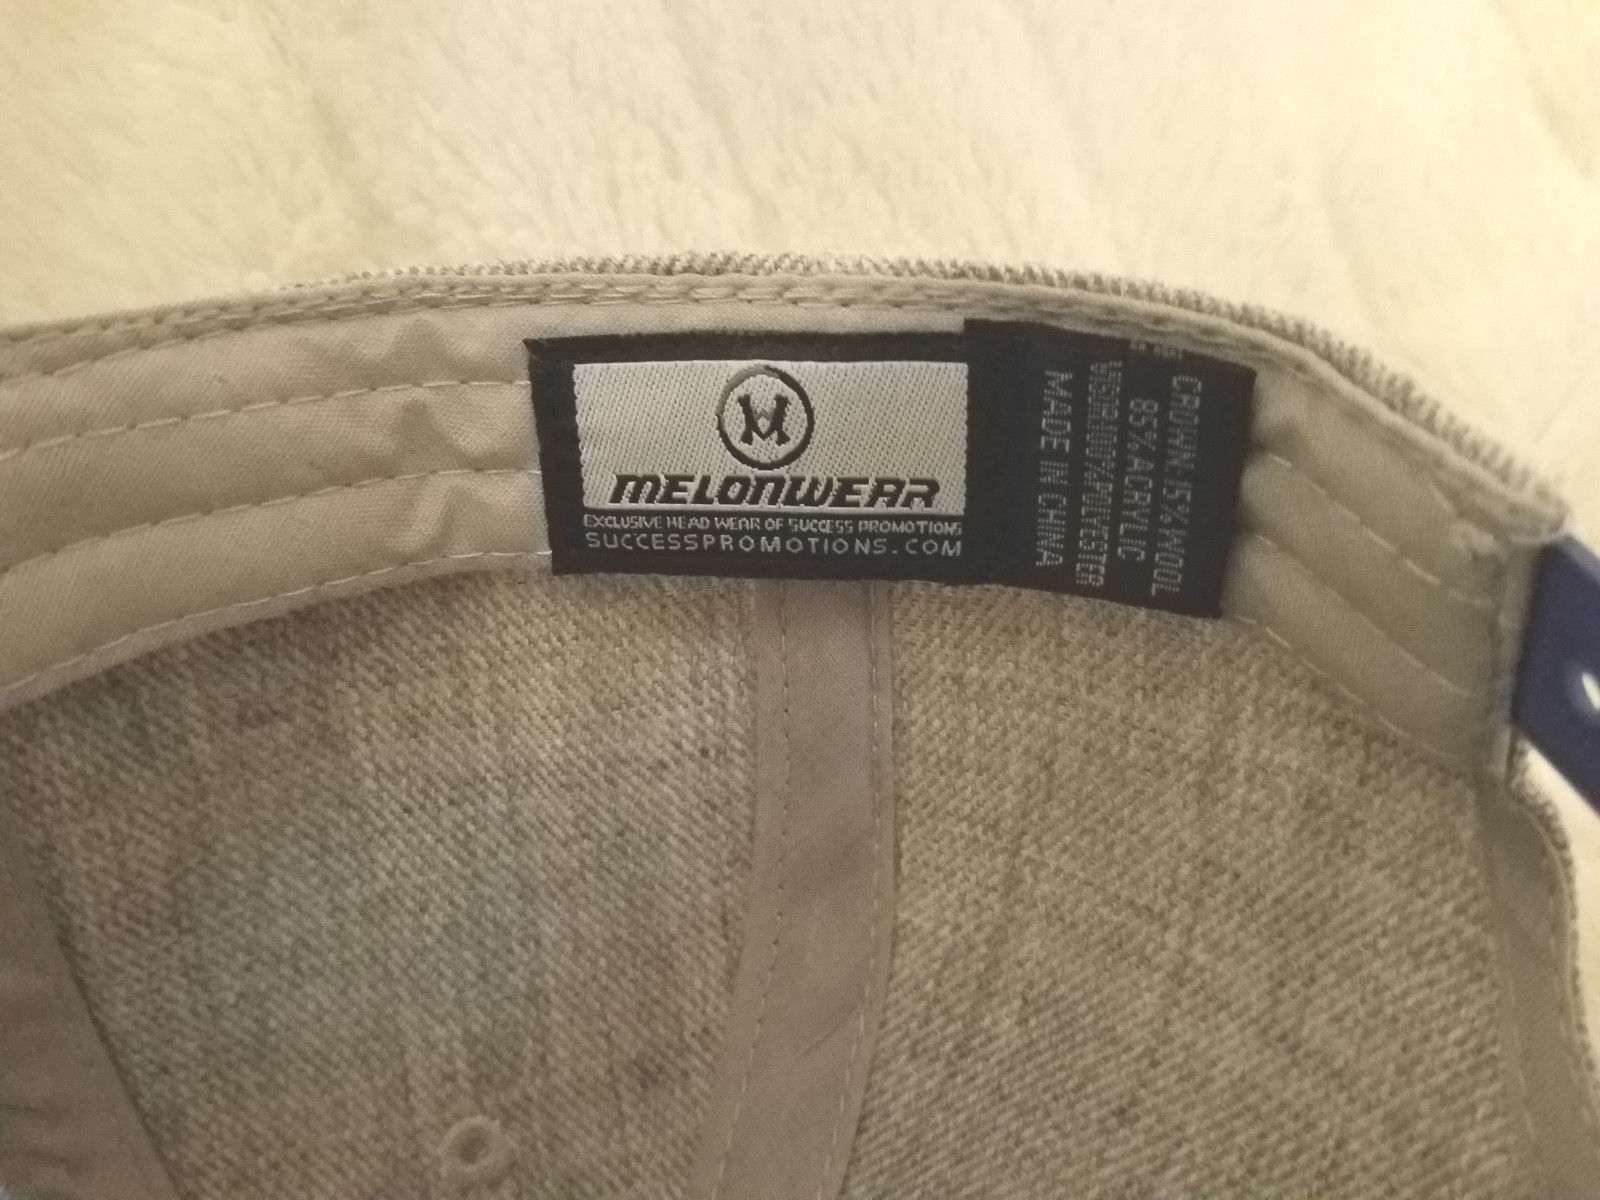 M
MELONWEAR
EXCLUSIVE HEAD WEAR OF SUCCESS PROMOTIONS
SUCCESSPROMOTIONS.COM
CROWN 15% WOOL
85% ACRYLIC
VISOR 100% POLYESTER
MADE IN CHINA